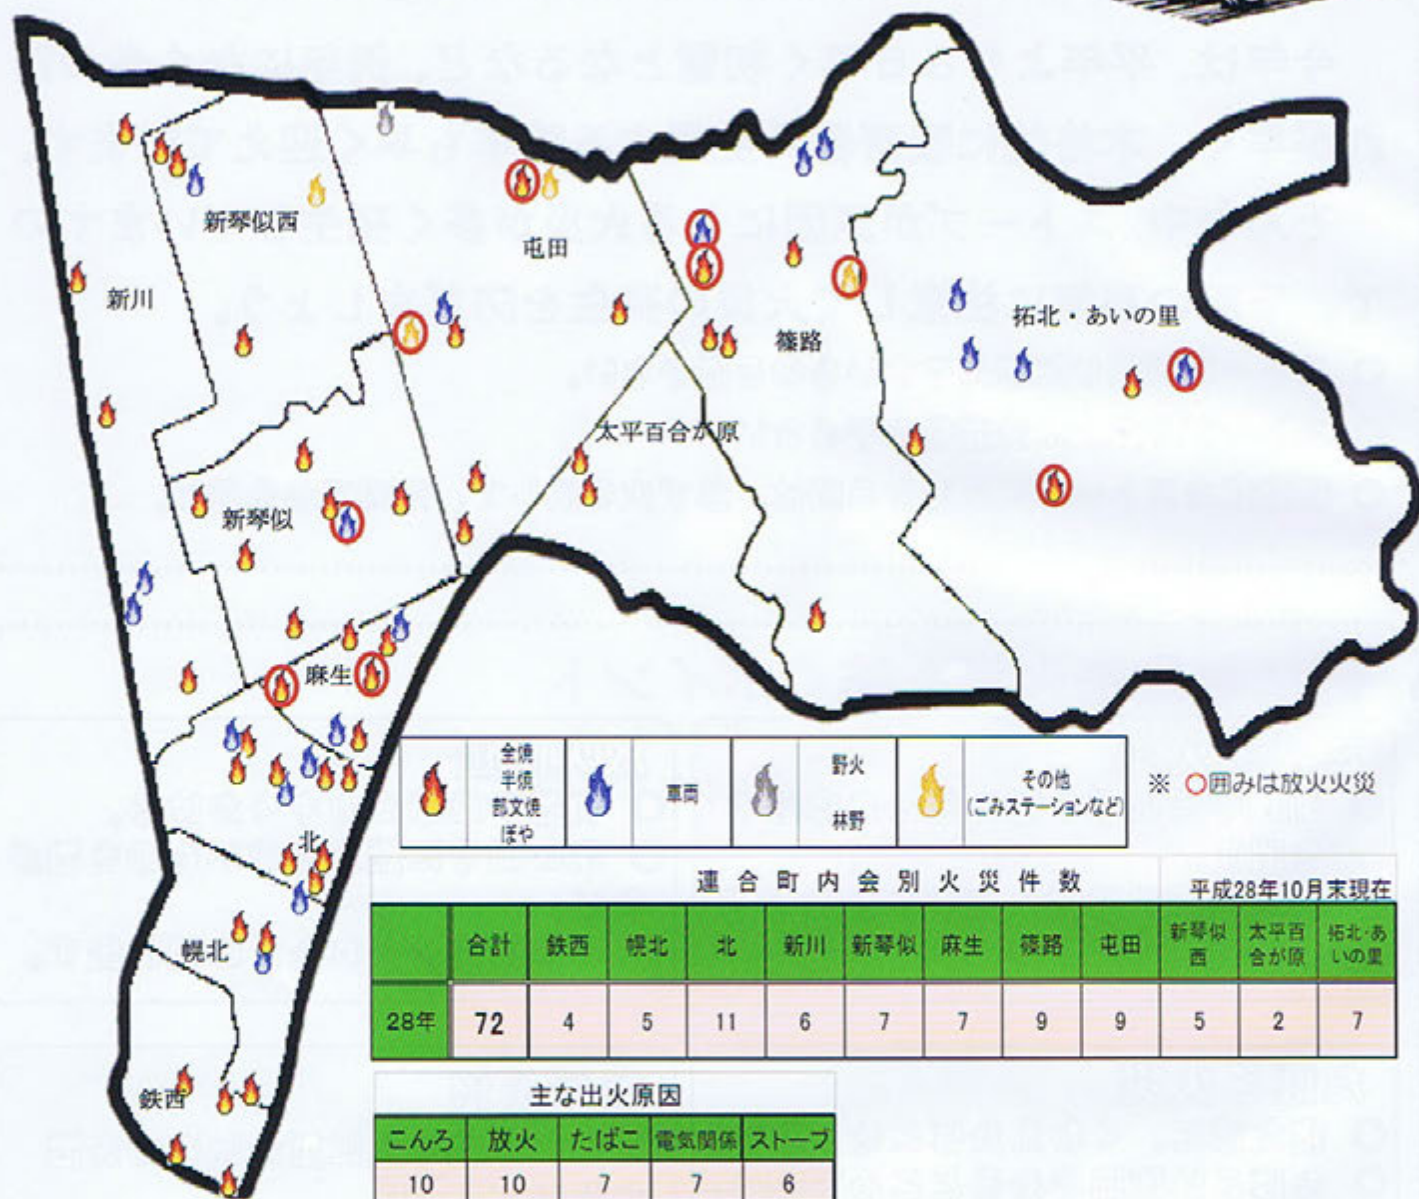 新琴似西
屯田
新川
篠路
拓北・あいの里
太平百合が原
新琴似
麻生
北
幌北
鉄西
全焼
半焼
部文焼
ぼや
車両
野火
林野
その他
(ごみステーションなど)
※ ○囲みは放火火災
連合町内会別火災件数 平成28年10月末現在
合計 鉄西 幌北 北 新川 新琴似 麻生 篠路 屯田 新琴似西 太平百合が原 拓北・あいの里
28年 72 4 5 11 6 7 7 9 9 5 2 7
主な出火原因
こんろ 放火 たばこ 電気関係 ストーブ
10 10 7 7 6